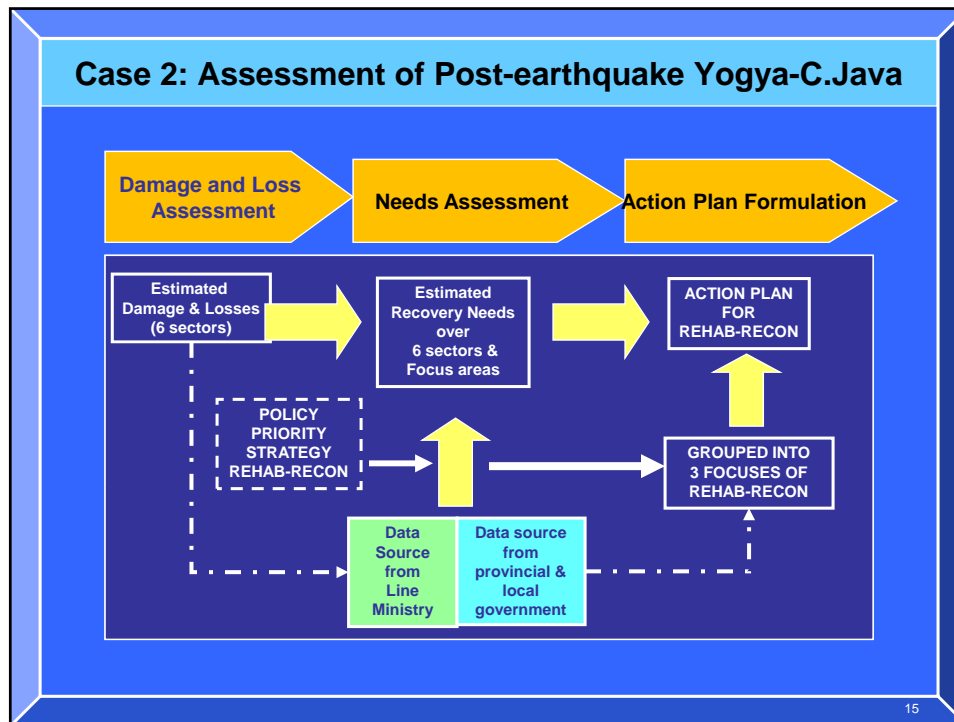 Case 2: Assessment of Post-earthquake Yogya-C.Java
Damage and Loss
Assessment
Needs Assessment
Action Plan Formulation
Estimated
Damage & Losses
(6 sectors)
Estimated
Recovery Needs
over
6 sectors &
Focus areas
ACTION PLAN
FOR
REHAB-RECON
POLICY
PRIORITY
STRATEGY
REHAB-RECON
GROUPED INTO
3 FOCUSES OF
REHAB-RECON
Data
Source
from
Line
Ministry
Data source
from
provincial &
local
government
15